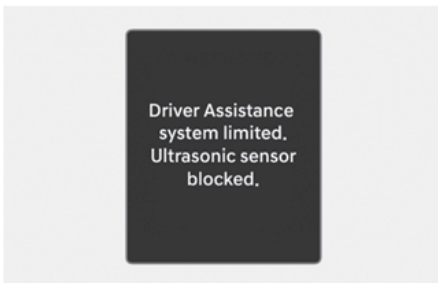 Driver Assistance
system limited.
Ultrasonic sensor
blocked.